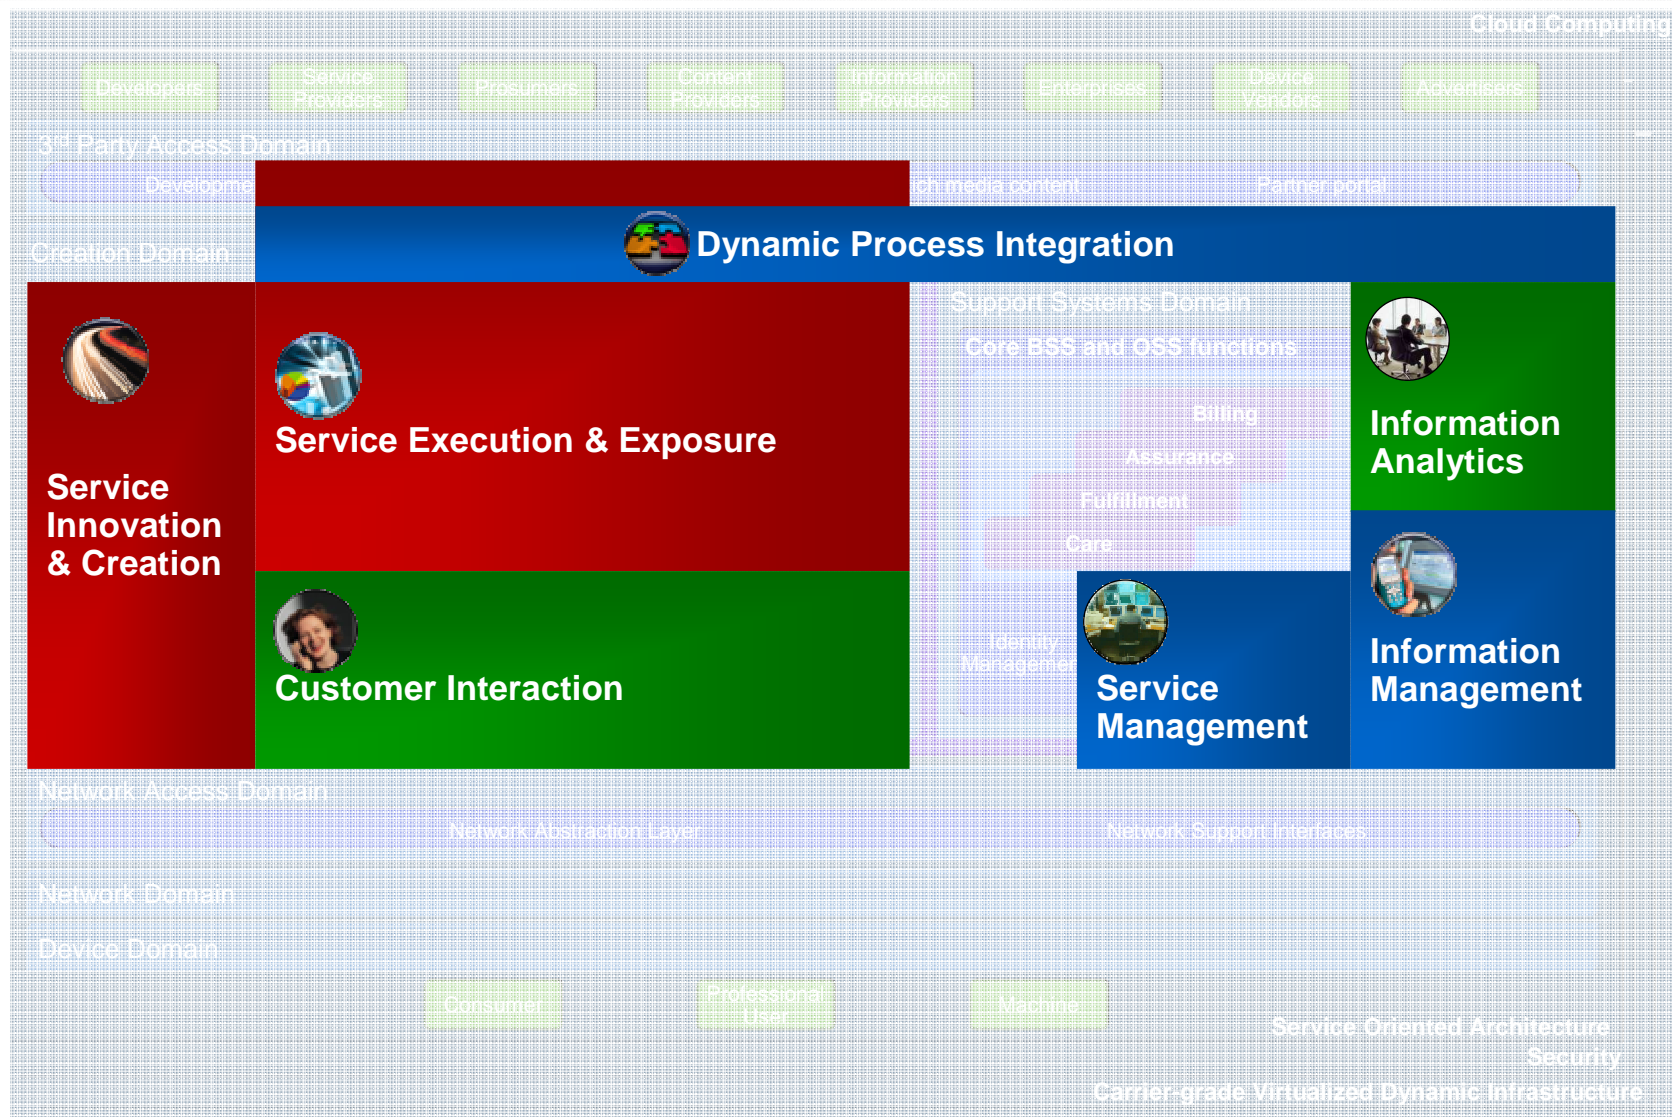 Cloud Computing
Developers
Service
Providers
Prosumers
Content
Providers
Information
Providers
Enterprises
Device
Vendors
Advertisers
3rd Party Access Domain
Developme
ich media content
Partner portal
Creation Domain
Dynamic Process Integration
Support Systems Domain
Core BSS and OSS functions
Billing
Assurance
Fulfillment
Care
Service Execution & Exposure
Information
Analytics
Service
Innovation
& Creation
Identity
Managemen
Customer Interaction
Service
Management
Information
Management
Network Access Domain
Network Abstraction Layer
Network Support Interfaces
Network Domain
Device Domain
Consumer
Professional
User
Machine
Service Oriented Architecture
Security
Carrier-grade Virtualized Dynamic Infrastructure